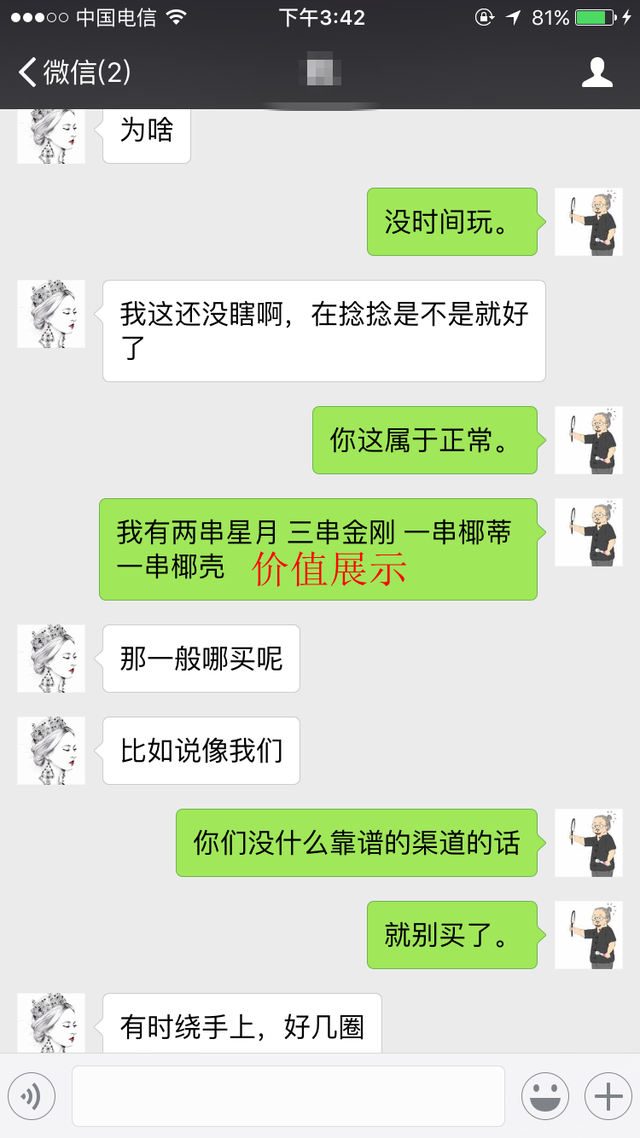 中国电信 下午3:42 81%
微信(2)
为啥
没时间玩。
我这还没瞎啊，在捻捻是不是就好
了
你这属于正常。
我有两串星月 三串金刚 一串椰蒂
一串椰壳 价值展示
那一般哪买呢
比如说像我们
你们没什么靠谱的渠道的话
就别买了。
有时绕手上，好几圈